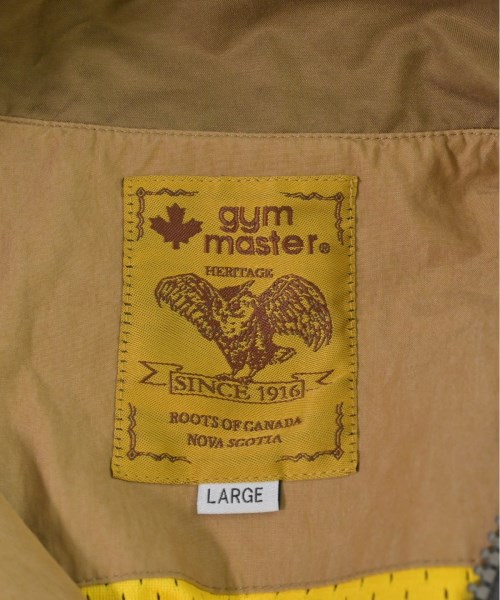 gym
master®
HERITAGE
SINCE 1916
ROOTS OF CANADA
NOVA SCOTIA
LARGE